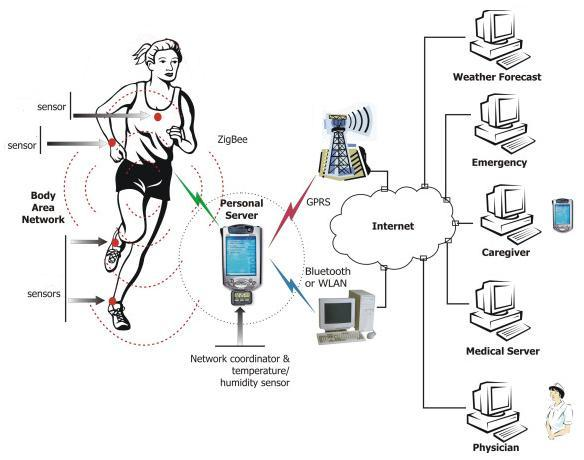 Weather Forecast
sensor
sensor
ZigBee
Emergency
Body
Area
Network
Personal
Server
GPRS
Internet
Caregiver
Bluetooth
or WLAN
sensors
Medical Server
Network coordinator &
temperature/
humidity sensor
Physician